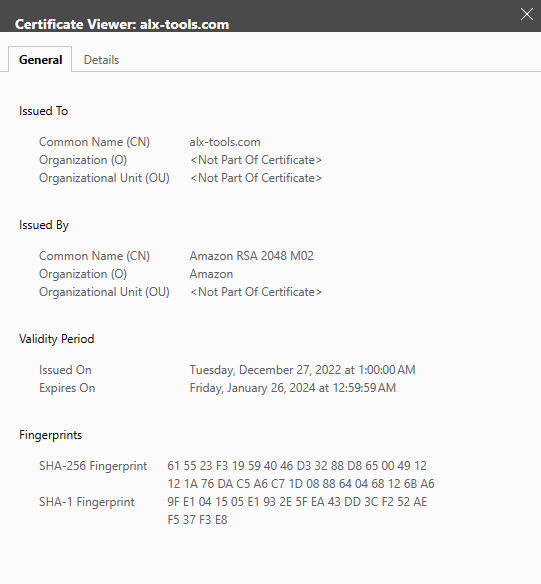 Certificate Viewer: alx-tools.com
General Details
Issued To
Common Name (CN) alx-tools.com
Organization (O) <Not Part Of Certificate>
Organizational Unit (OU) <Not Part Of Certificate>
Issued By
Common Name (CN) Amazon RSA 2048 M02
Organization (O) Amazon
Organizational Unit (OU) <Not Part Of Certificate>
Validity Period
Issued On Tuesday, December 27, 2022 at 1:00:00 AM
Expires On Friday, January 26, 2024 at 12:59:59 AM
Fingerprints
SHA-256 Fingerprint 61 55 23 F3 19 59 40 46 D3 32 88 D8 65 00 49 12
12 1A 76 DA C5 A6 C7 1D 08 88 64 04 68 12 6B A6
SHA-1 Fingerprint 9F E1 04 15 05 E1 93 2E 5F EA 43 DD 3C F2 52 AE
F5 37 F3 E8